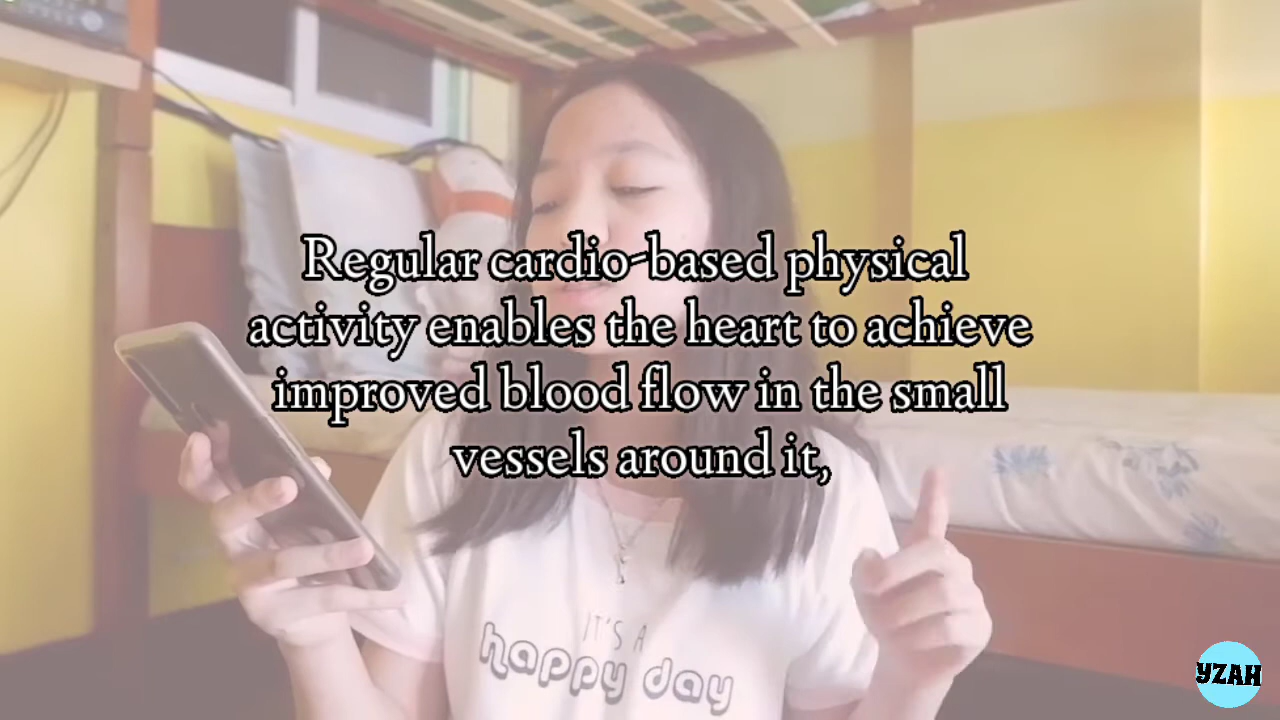 Regular cardio-based physical
activity enables the heart to achieve
improved blood flow in the small
vessels around it,
IT'S A
happy day
YZAH